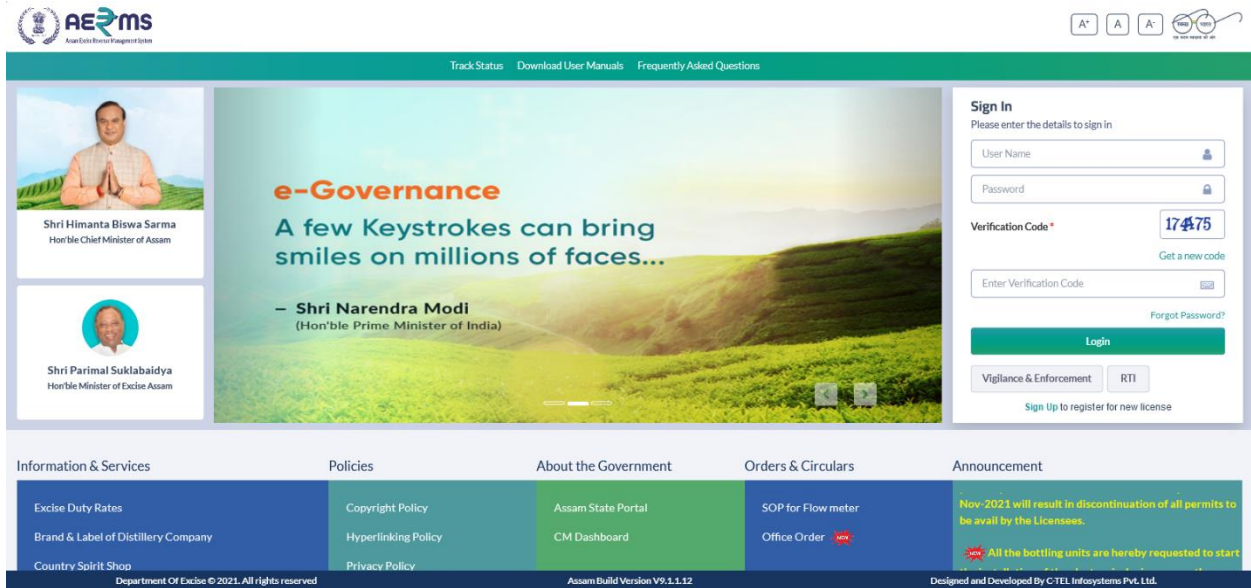 AE₹MS
Assam Excise Revenue Management System
A+ A A-
Track Status Download User Manuals Frequently Asked Questions
Shri Himanta Biswa Sarma
Hon'ble Chief Minister of Assam
Shri Parimal Suklabaidya
Hon'ble Minister of Excise Assam
e-Governance
A few Keystrokes can bring
smiles on millions of faces...
– Shri Narendra Modi
(Hon'ble Prime Minister of India)
Sign In
Please enter the details to sign in
User Name
Password
Verification Code *
Get a new code
Enter Verification Code
Forgot Password?
Login
Vigilance & Enforcement RTI
Sign Up to register for new license
Information & Services
Excise Duty Rates
Brand & Label of Distillery Company
Country Spirit Shop
Policies
Copyright Policy
Hyperlinking Policy
Privacy Policy
About the Government
Assam State Portal
CM Dashboard
Orders & Circulars
SOP for Flow meter
Office Order NEW
Announcement
Nov-2021 will result in discontinuation of all permits to
be avail by the Licensees.
NEW All the bottling units are hereby requested to start
Department Of Excise © 2021. All rights reserved
Assam Build Version V9.1.1.12
Designed and Developed By C-TEL Infosystems Pvt. Ltd.